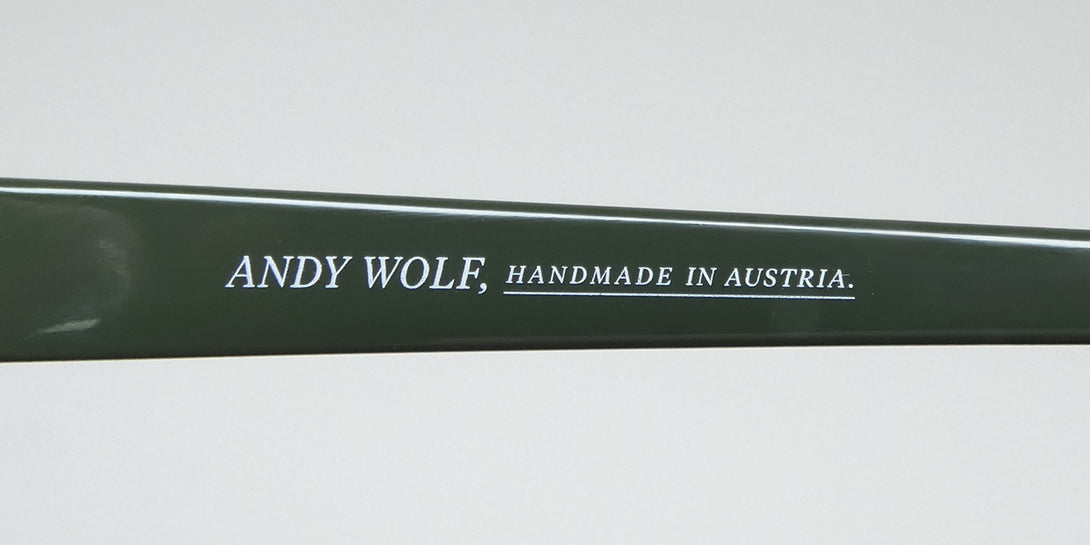 ANDY WOLF, HANDMADE IN AUSTRIA.